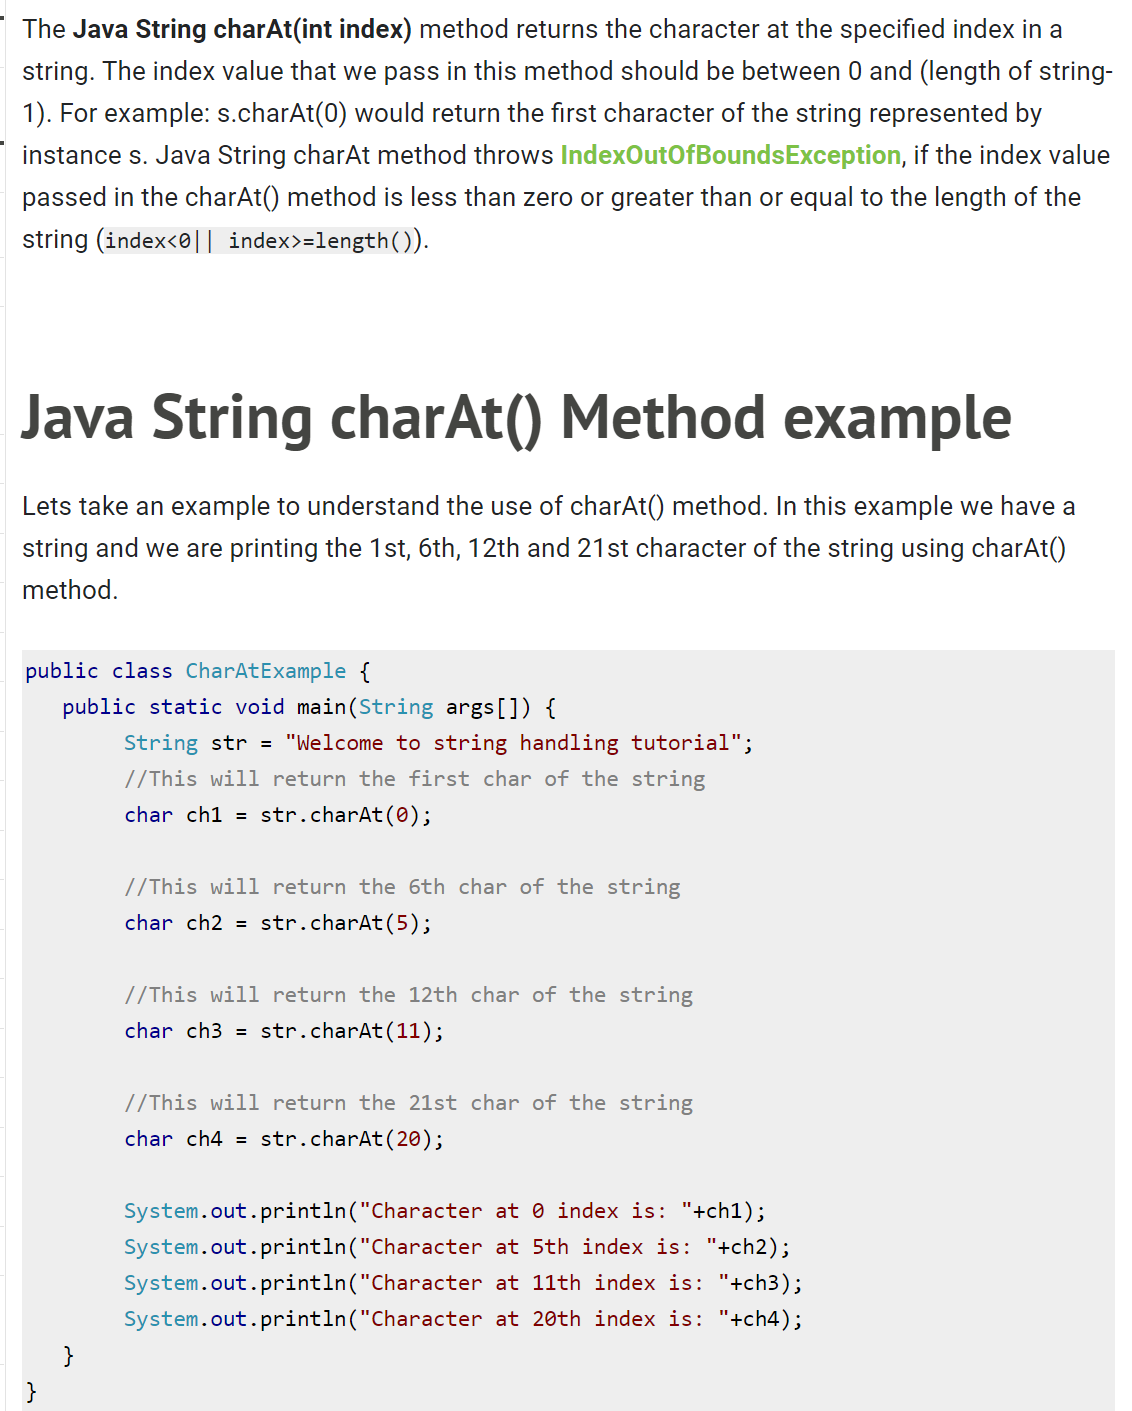 The Java String charAt(int index) method returns the character at the specified index in a
string. The index value that we pass in this method should be between 0 and (length of string-
1). For example: s.charAt(0) would return the first character of the string represented by
instance s. Java String charAt method throws IndexOutOfBoundsException, if the index value
passed in the charAt() method is less than zero or greater than or equal to the length of the
string (index<0|| index>=length()).
Java String charAt() Method example
Lets take an example to understand the use of charAt() method. In this example we have a
string and we are printing the 1st, 6th, 12th and 21st character of the string using charAt()
method.
public class CharAtExample {
   public static void main(String args[]) {
        String str = "Welcome to string handling tutorial";
        //This will return the first char of the string
        char ch1 = str.charAt(0);
        //This will return the 6th char of the string
        char ch2 = str.charAt(5);
        //This will return the 12th char of the string
        char ch3 = str.charAt(11);
        //This will return the 21st char of the string
        char ch4 = str.charAt(20);
        System.out.println("Character at 0 index is: "+ch1);
        System.out.println("Character at 5th index is: "+ch2);
        System.out.println("Character at 11th index is: "+ch3);
        System.out.println("Character at 20th index is: "+ch4);
   }
}